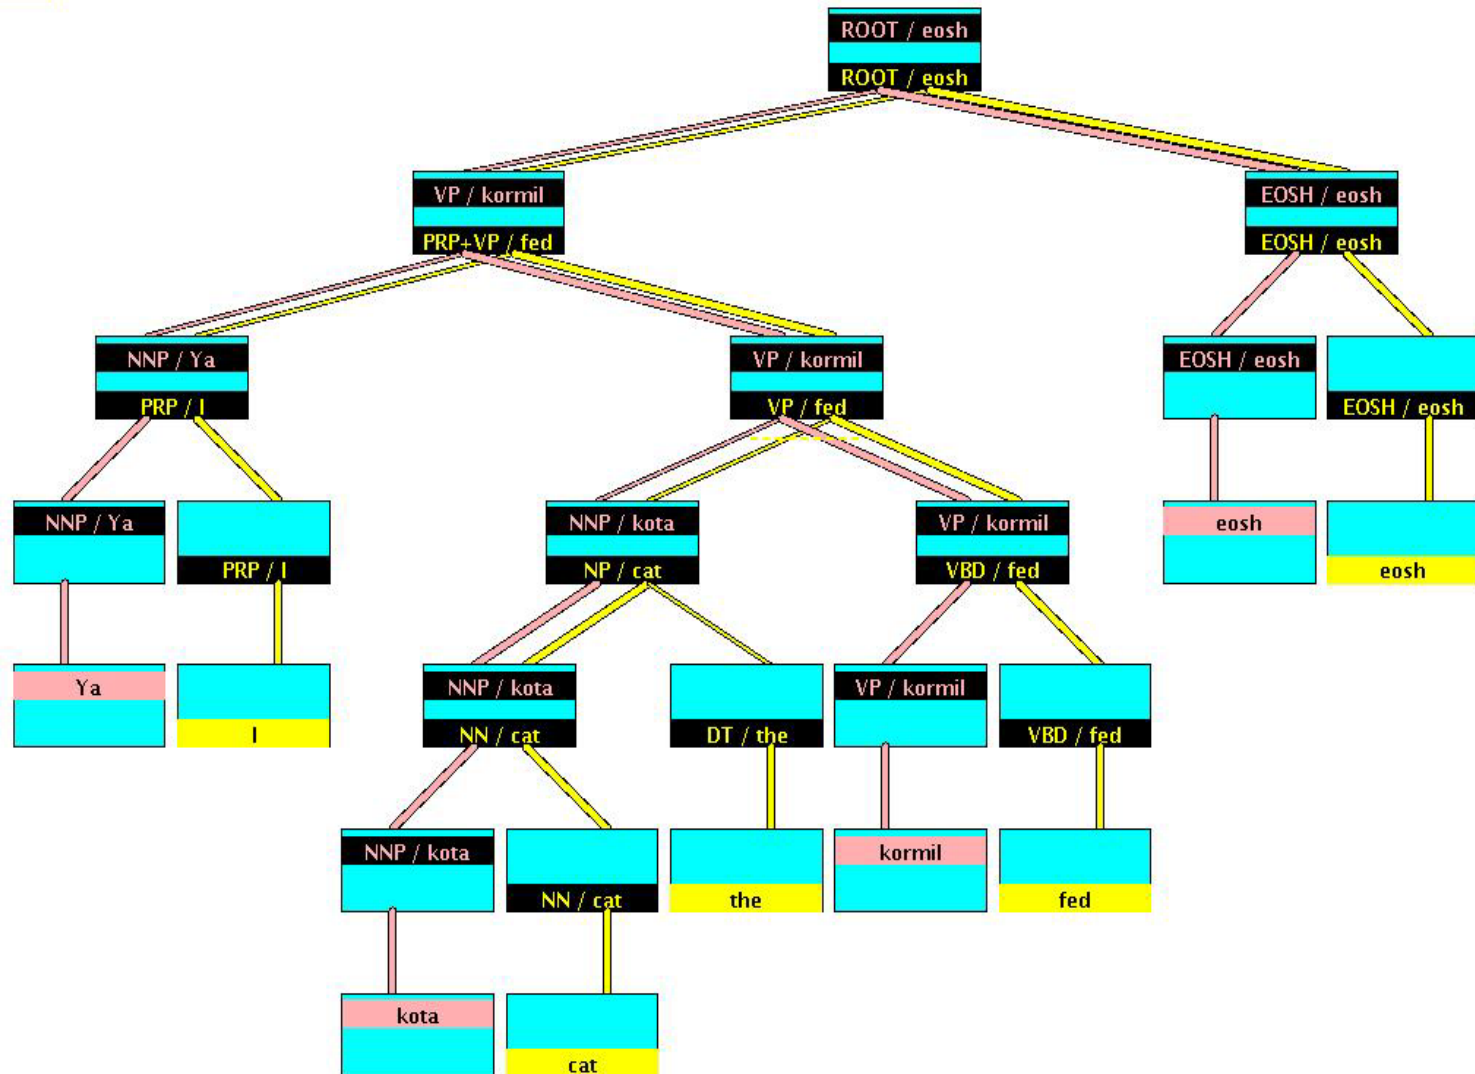 ROOT / eosh
ROOT / eosh
VP / kormil
PRP+VP / fed
EOSH / eosh
EOSH / eosh
NNP / Ya
PRP / I
VP / kormil
VP / fed
EOSH / eosh
EOSH / eosh
NNP / Ya
PRP / I
NNP / kota
NP / cat
VP / kormil
VBD / fed
eosh
eosh
Ya
I
NNP / kota
NN / cat
DT / the
VP / kormil
VBD / fed
NNP / kota
NN / cat
the
kormil
fed
kota
cat